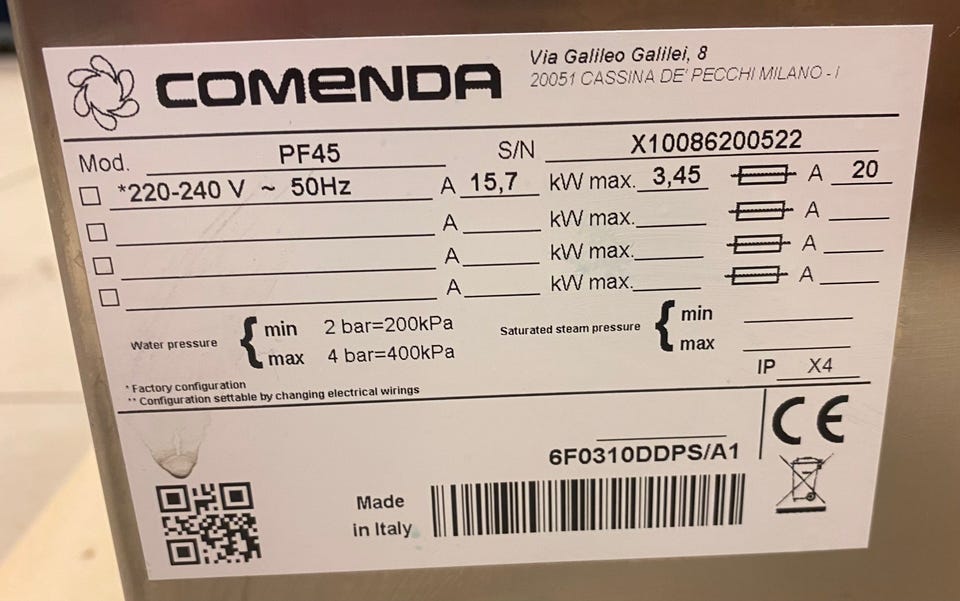 COMENDA
Via Galileo Galilei, 8
20051 CASSINA DE' PECCHI MILANO - I
Mod. PF45 S/N X10086200522
*220-240 V ~ 50Hz A 15,7 kW max. 3,45 A 20
A kW max. A
A kW max. A
A kW max. A
Water pressure { min 2 bar=200kPa
max 4 bar=400kPa
Saturated steam pressure { min
max
IP X4
* Factory configuration
** Configuration settable by changing electrical wirings
CE
6F0310DDPS/A1
Made
in Italy